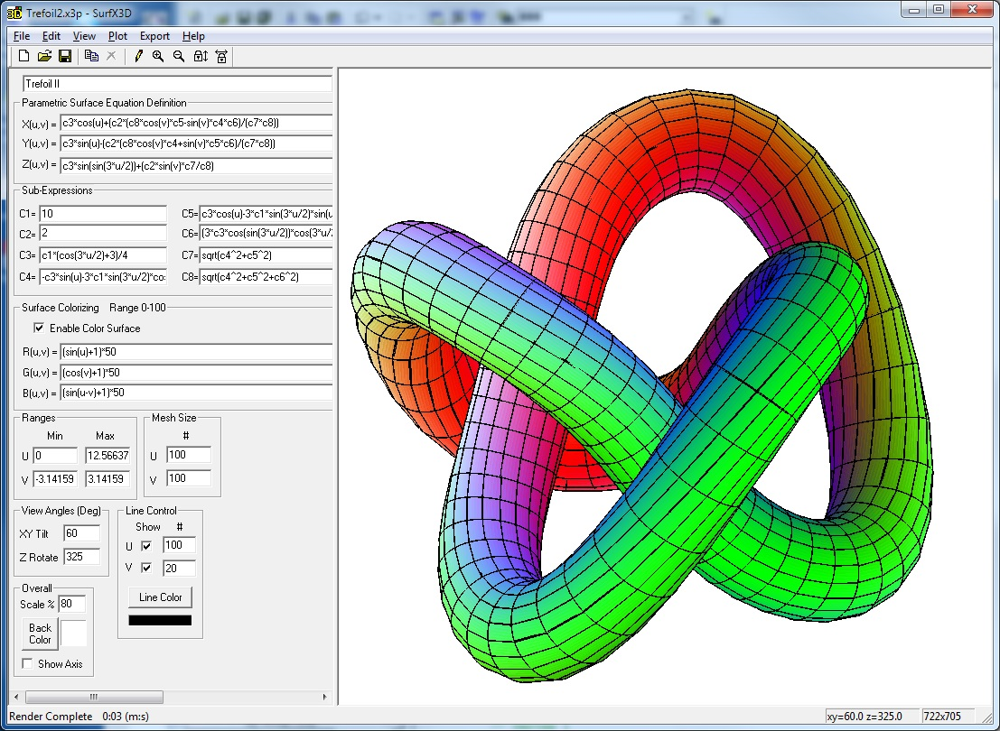 Trefoil2.x3p - SurfX3D
File Edit View Plot Export Help
Trefoil II
Parametric Surface Equation Definition
X(u,v) = c3*cos(u)+(c2*(c8*cos(v)*c5-sin(v)*c4*c6)/(c7*c8))
Y(u,v) = c3*sin(u)-(c2*(c8*cos(v)*c4+sin(v)*c5*c6)/(c7*c8))
Z(u,v) = c3*sin(sin(3*u/2))+(c2*sin(v)*c7/c8)
Sub-Expressions
C1= 10 C5= c3*cos(u)-3*c1*sin(3*u/2)*sin(u
C2= 2 C6= (3*c3*cos(sin(3*u/2))*cos(3*u/
C3= c1*(cos(3*u/2)+3)/4 C7= sqrt(c4^2+c5^2)
C4= -c3*sin(u)-3*c1*sin(3*u/2)*co: C8= sqrt(c4^2+c5^2+c6^2)
Surface Colorizing Range 0-100
Enable Color Surface
R(u,v) = (sin(u)+1)*50
G(u,v) = (cos(v)+1)*50
B(u,v) = (sin(u-v)+1)*50
Ranges Mesh Size
Min Max #
U 0 12.56637 U 100
V -3.14159 3.14159 V 100
View Angles (Deg) Line Control
Show #
XY Tilt 60 U 100
Z Rotate 325 V 20
Overall
Scale % 80 Line Color
Back
Color
Show Axis
Render Complete 0:03 (m:s) xy=60.0 z=325.0 722x705